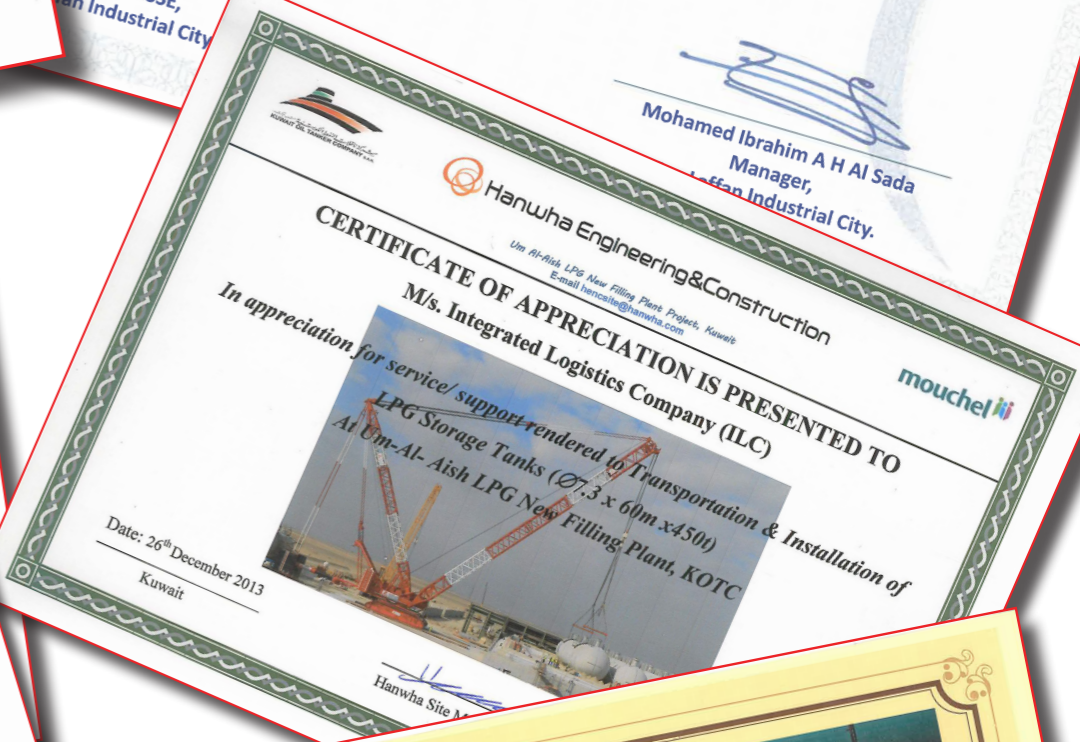 an Industrial City
Mohamed Ibrahim A H Al Sada
Manager,
Laffan Industrial City.
KUWAIT OIL TANKER COMPANY S.A.K.
Hanwha Engineering&Construction
Um Al-Aish LPG New Filling Plant Project, Kuwait
E-mail hencsite@hanwha.com
mouchel
CERTIFICATE OF APPRECIATION IS PRESENTED TO
M/s. Integrated Logistics Company (ILC)
In appreciation for service/ support rendered to Transportation & Installation of
LPG Storage Tanks (Ø7.3 x 60m x450t)
At Um-Al- Aish LPG New Filling Plant, KOTC
Date: 26th December 2013
Kuwait
Hanwha Site M